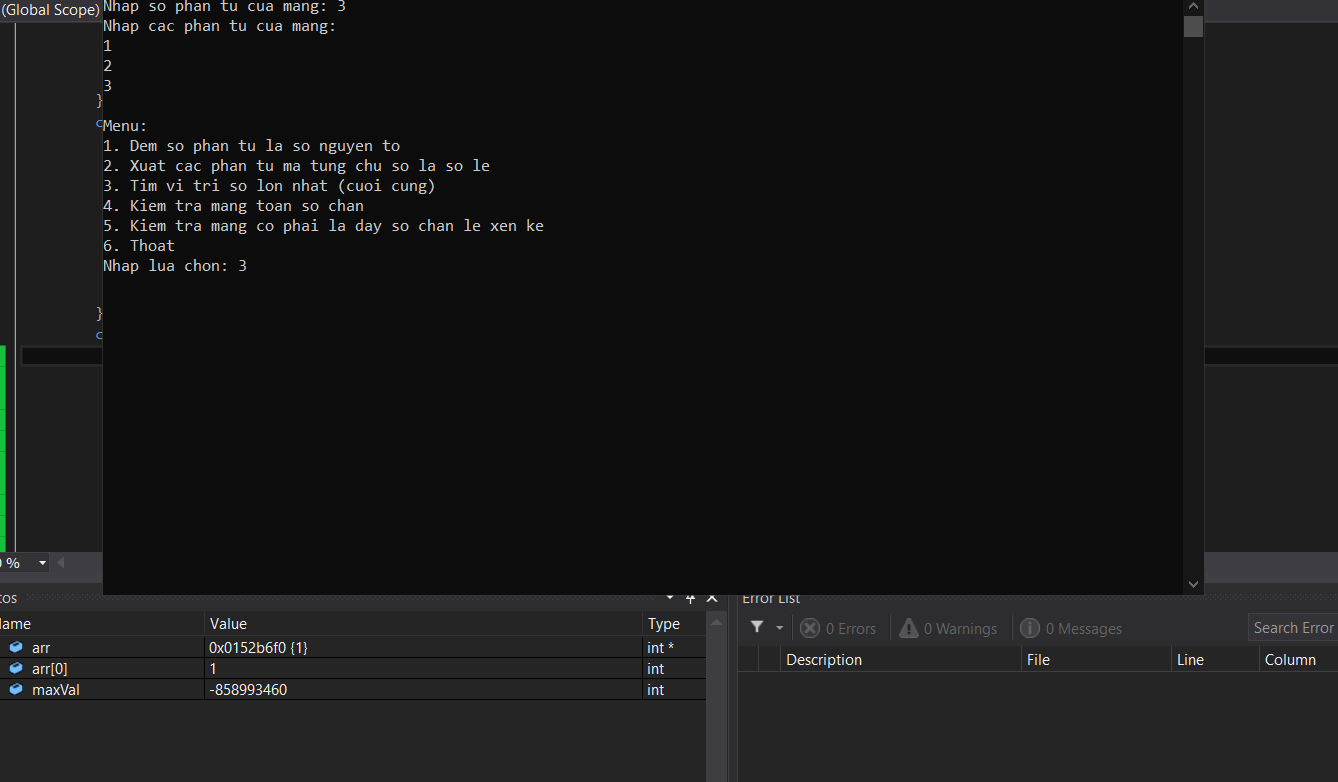 (Global Scope)
Nhap so phan tu cua mang: 3
Nhap cac phan tu cua mang:
1
2
3
}
c
Menu:
1. Dem so phan tu la so nguyen to
2. Xuat cac phan tu ma tung chu so la so le
3. Tim vi tri so lon nhat (cuoi cung)
4. Kiem tra mang toan so chan
5. Kiem tra mang co phai la day so chan le xen ke
6. Thoat
Nhap lua chon: 3
}
c
%
tos
ame Value Type
arr 0x0152b6f0 {1} int *
arr[0] 1 int
maxVal -858993460 int
Error List
0 Errors 0 Warnings 0 Messages Search Error
Description File Line Column